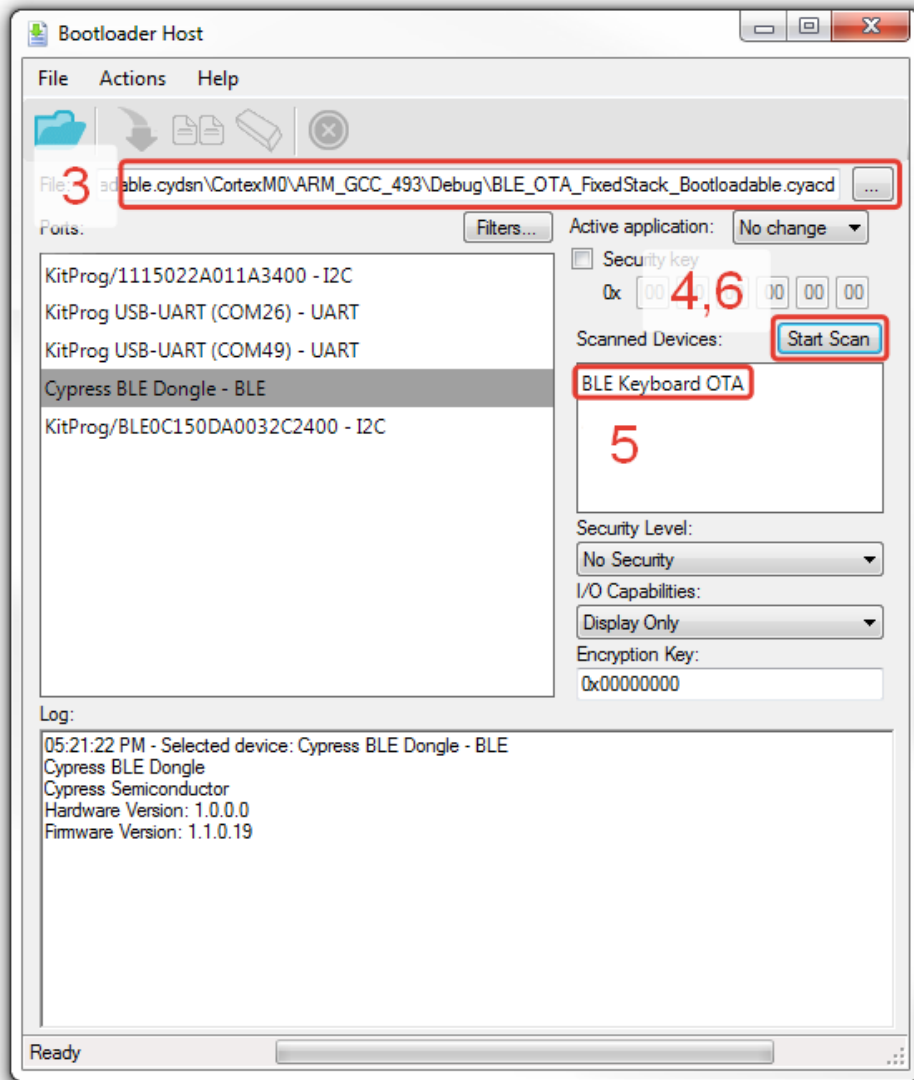 Bootloader Host
File Actions Help
File: adable.cydsn\CortexM0\ARM_GCC_493\Debug\BLE_OTA_FixedStack_Bootloadable.cyacd ...
3
Ports: Filters... Active application: No change
Security key
0x 00 00 00 00
4,6
KitProg/1115022A011A3400 - I2C
KitProg USB-UART (COM26) - UART
KitProg USB-UART (COM49) - UART
Cypress BLE Dongle - BLE
KitProg/BLE0C150DA0032C2400 - I2C
Scanned Devices: Start Scan
BLE Keyboard OTA
5
Security Level:
No Security
I/O Capabilities:
Display Only
Encryption Key:
0x00000000
Log:
05:21:22 PM - Selected device: Cypress BLE Dongle - BLE
Cypress BLE Dongle
Cypress Semiconductor
Hardware Version: 1.0.0.0
Firmware Version: 1.1.0.19
Ready